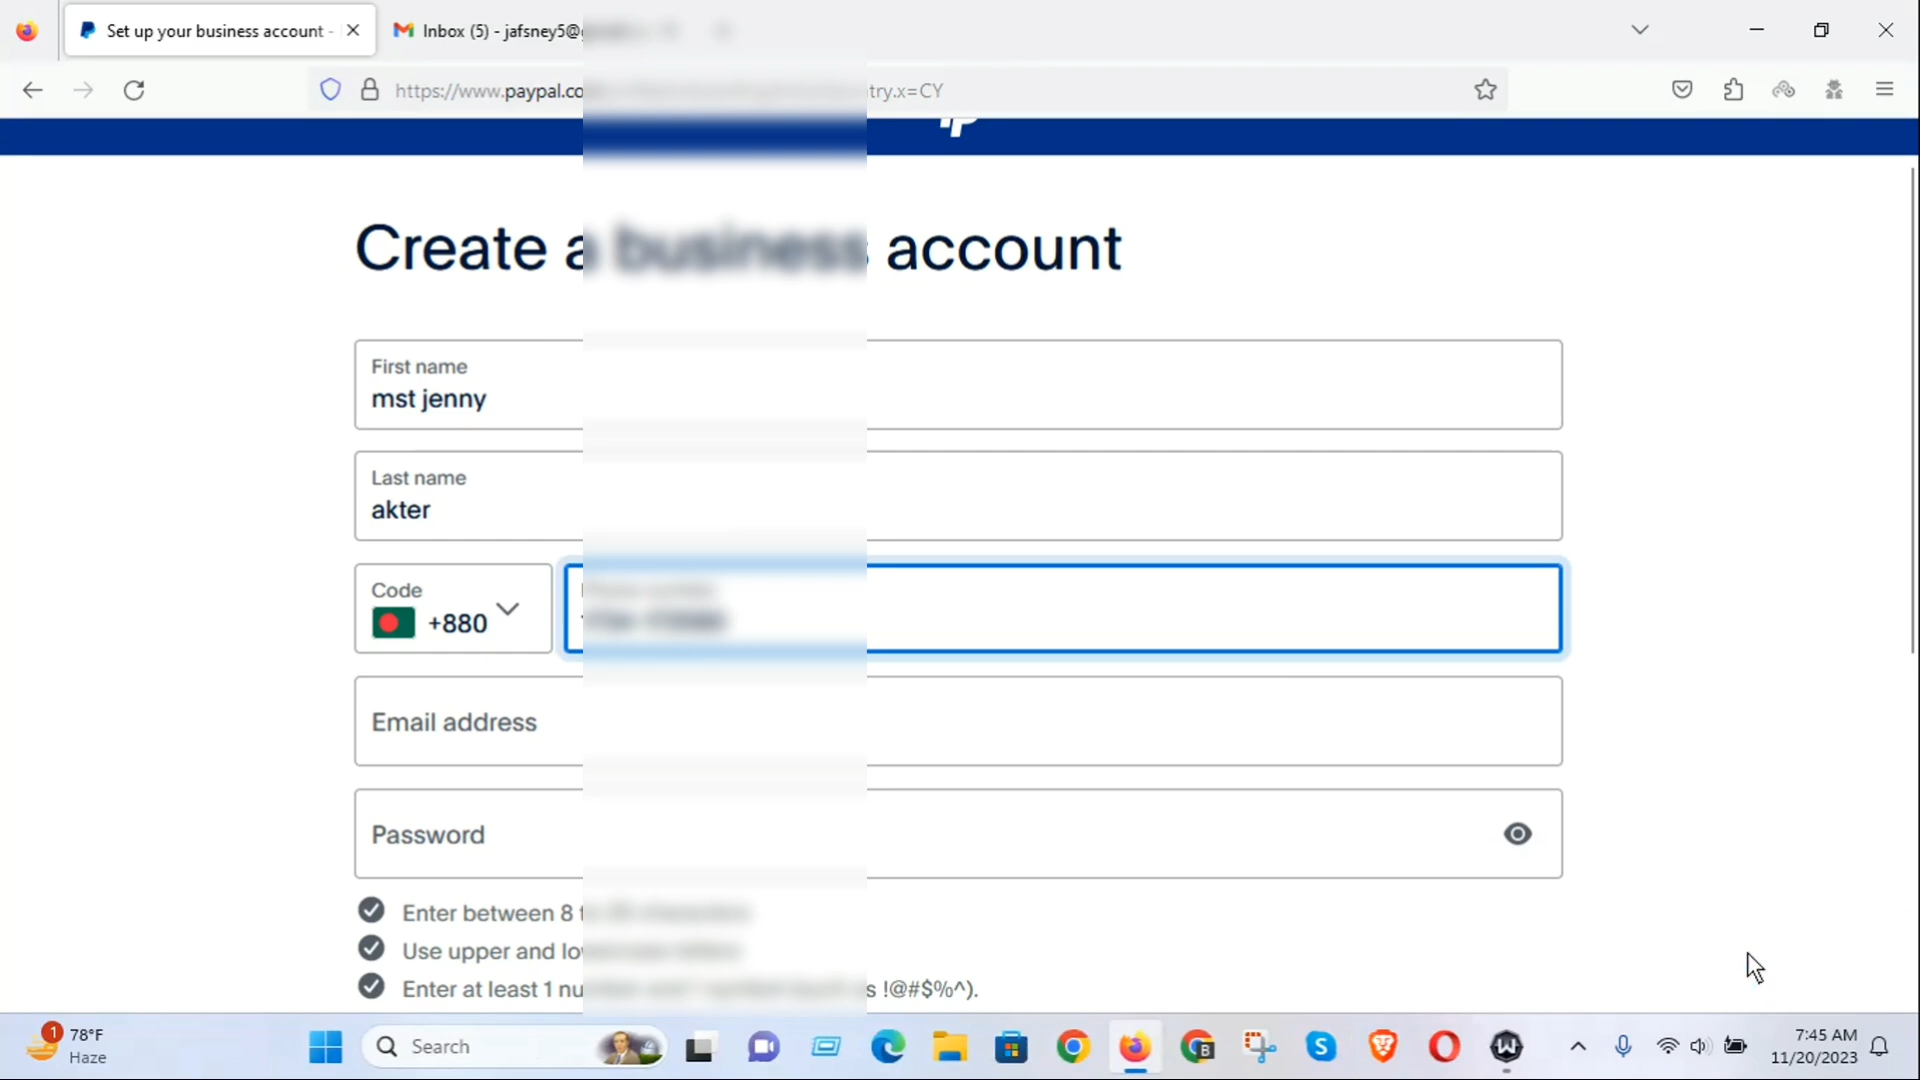 Set up your business account -
Inbox (5) - jafsney5@
https://www.paypal.co try.x=CY
Create a business account
First name
mst jenny
Last name
akter
Code
+880
Email address
Password
Enter between 8
Use upper and lo
Enter at least 1 nu s !@#$%^).
1
78°F
Haze
Search
B
7:45 AM
11/20/2023